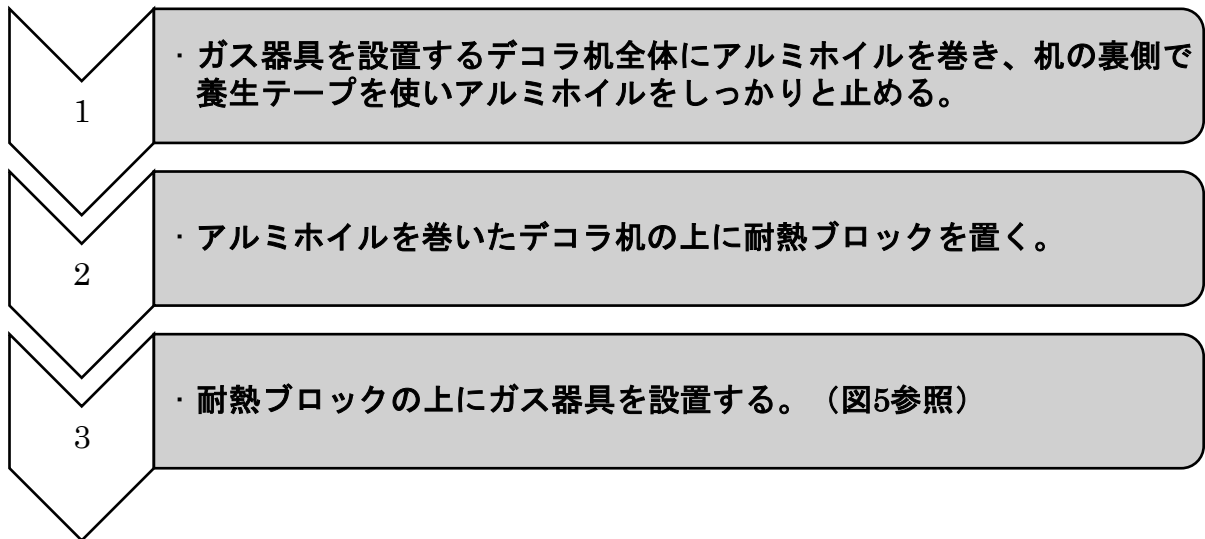 1
・ガス器具を設置するデコラ机全体にアルミホイルを巻き、机の裏側で
養生テープを使いアルミホイルをしっかりと止める。
2
・アルミホイルを巻いたデコラ机の上に耐熱ブロックを置く。
3
・耐熱ブロックの上にガス器具を設置する。（図5参照）